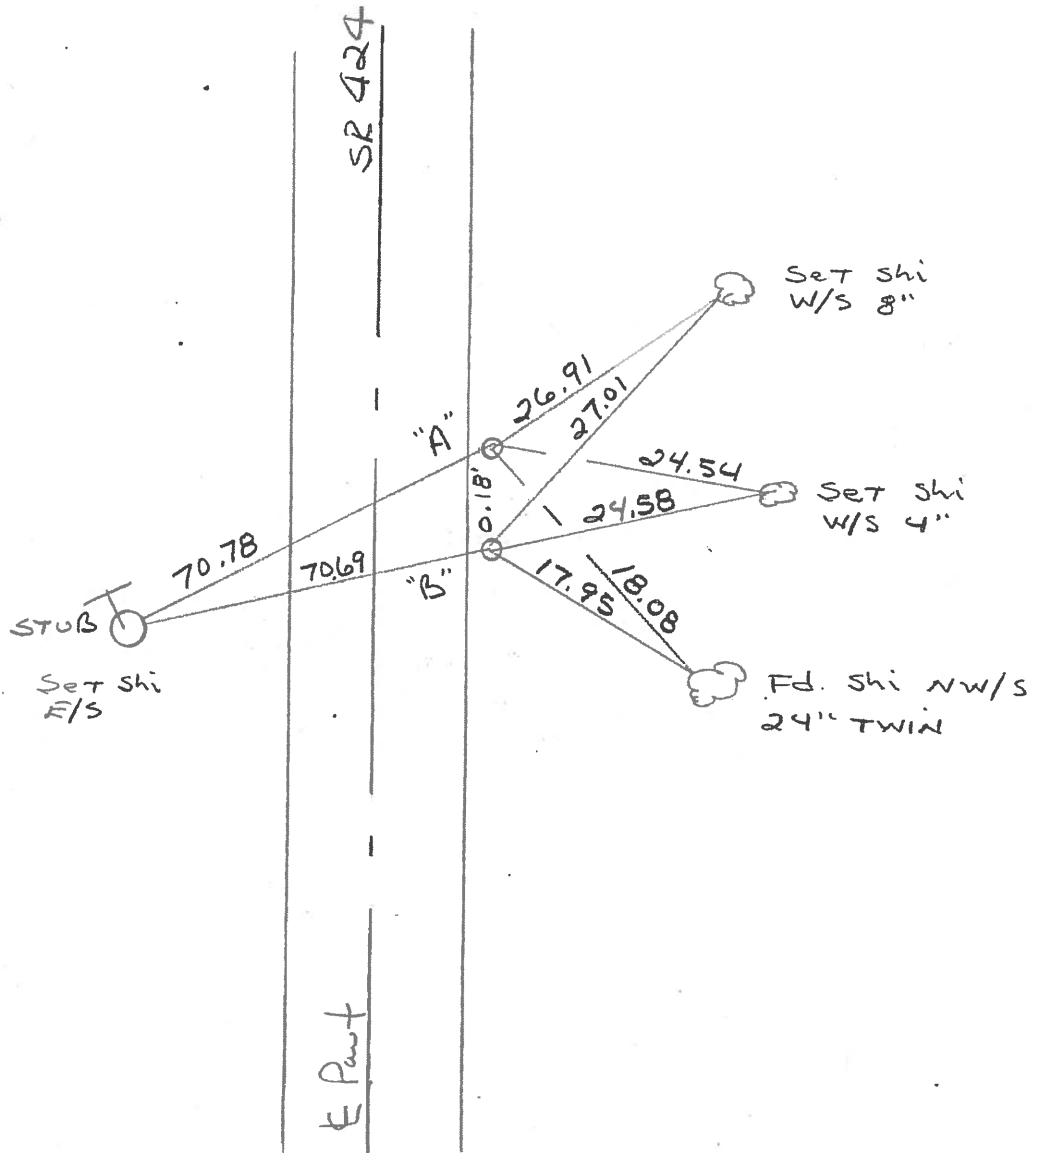 SR 424
Set Shi
W/S 8"
26.91
27.01
"A"
24.54
0.18'
Set Shi
W/S 4"
24.58
70.78
70.69
"B"
17.95
18.08
STUB
Set Shi
E/S
Fd. Shi NW/S
24" TWIN
℄ Pavt